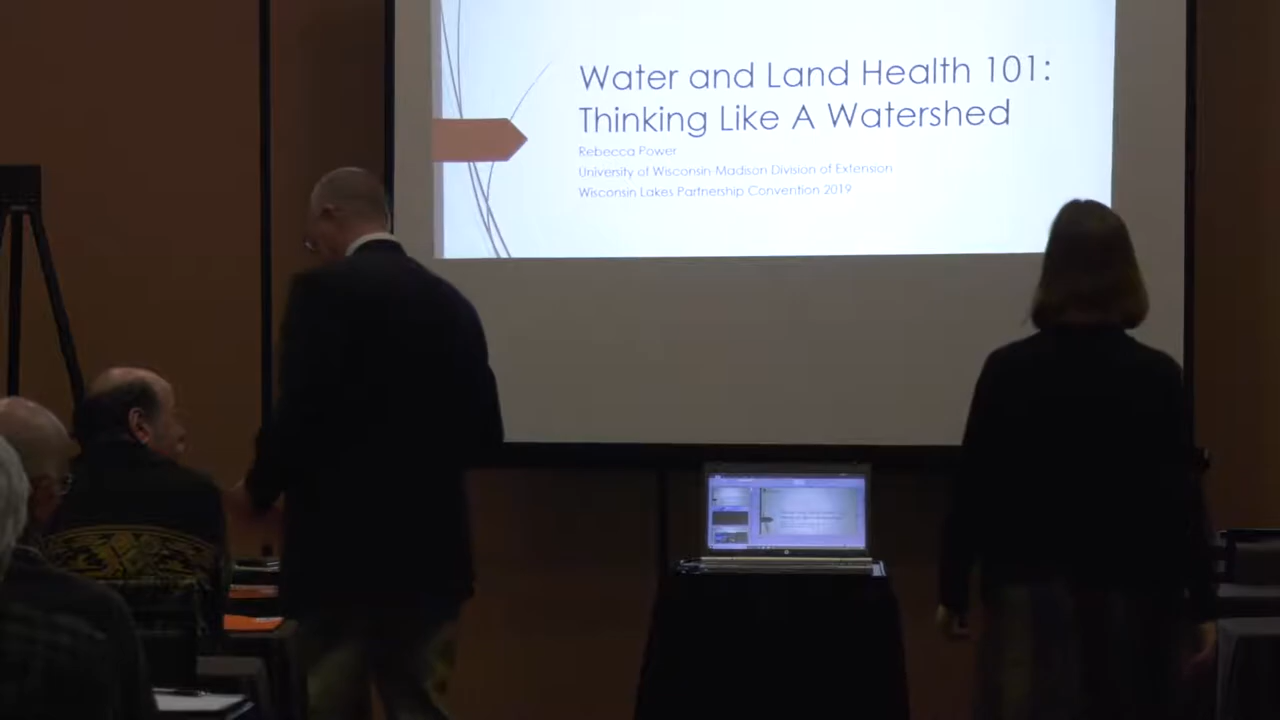 Water and Land Health 101:
Thinking Like A Watershed
Rebecca Power
University of Wisconsin-Madison Division of Extension
Wisconsin Lakes Partnership Convention 2019